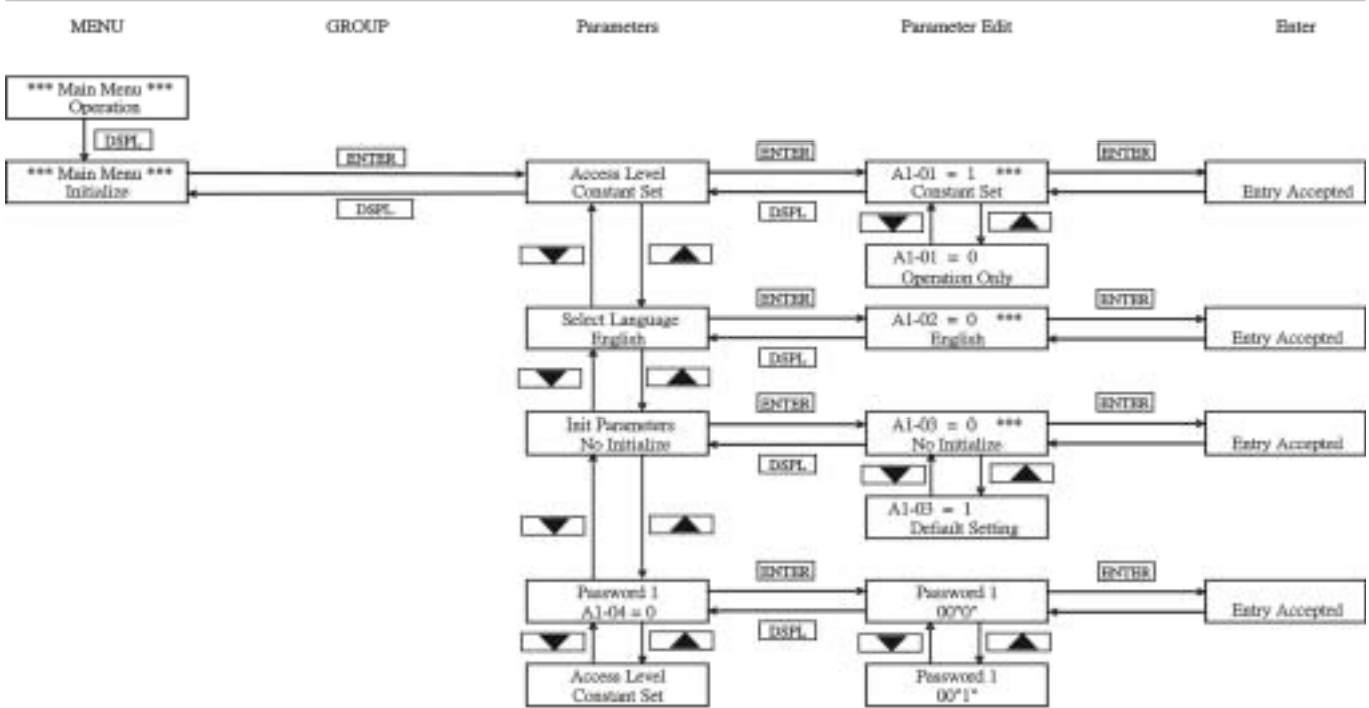 MENU GROUP Parameters Parameter Edit Enter
*** Main Menu ***
Operation
DSPL
ENTER ENTER ENTER
*** Main Menu ***
Initialize
Access Level
Constant Set
A1-01 = 1 ***
Constant Set
Entry Accepted
DSPL DSPL
A1-01 = 0
Operation Only
ENTER ENTER
Select Language
English
A1-02 = 0 ***
English
Entry Accepted
DSPL
ENTER ENTER
Init Parameters
No Initialize
A1-03 = 0 ***
No Initialize
Entry Accepted
DSPL
A1-03 = 1
Default Setting
ENTER ENTER
Password 1
A1-04 = 0
Password 1
00"0"
Entry Accepted
DSPL
Access Level
Constant Set
Password 1
00"1"